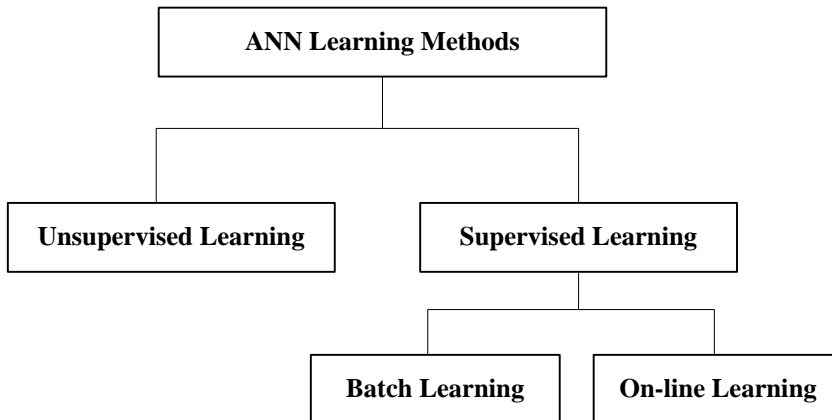 ANN Learning Methods
Unsupervised Learning
Supervised Learning
Batch Learning
On-line Learning